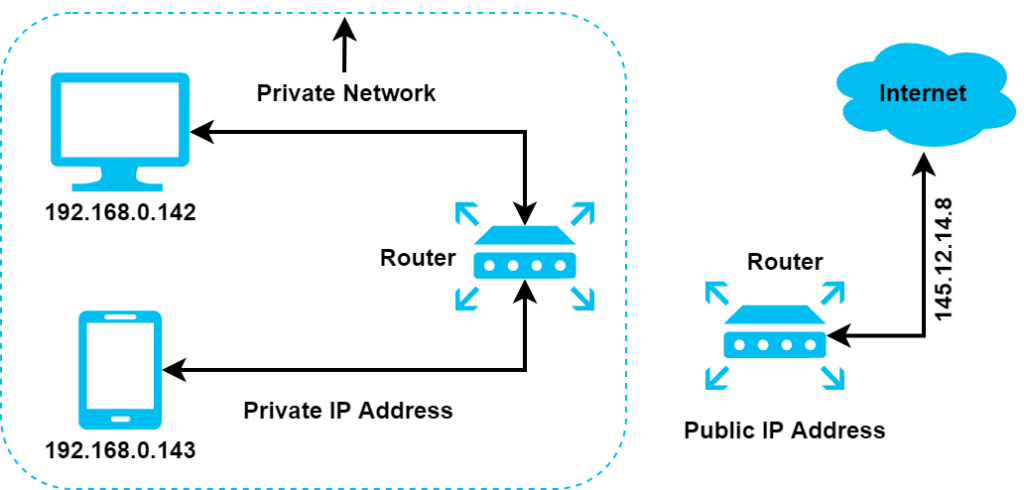 Private Network
Internet
192.168.0.142
145.12.14.8
Router
Router
Private IP Address
Public IP Address
192.168.0.143